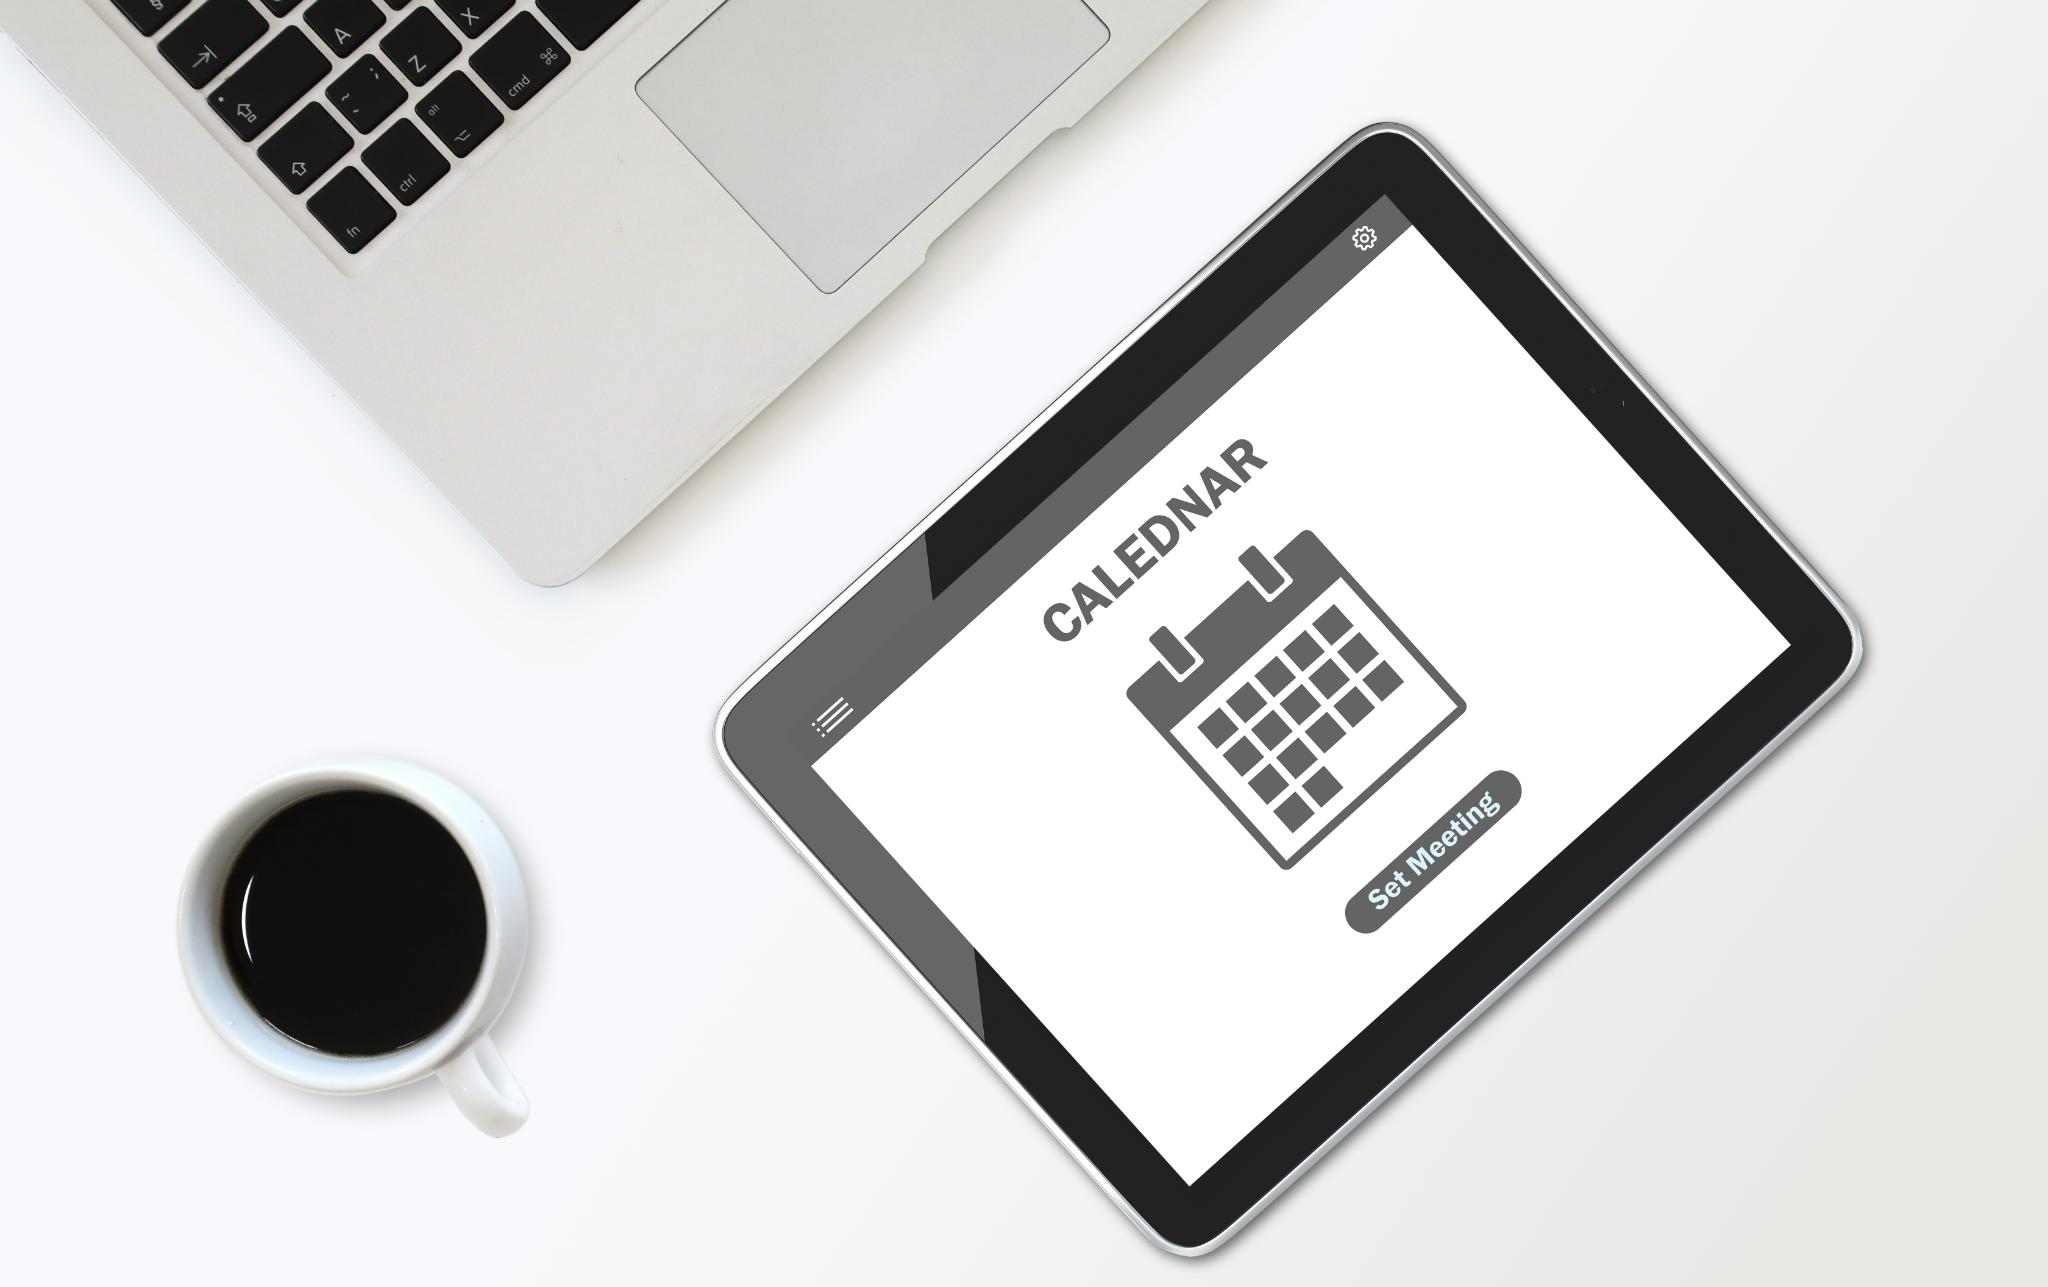 §
A
X
Z
~ ;
alt
cmd ⌘
ctrl
fn
CALEDNAR
Set Meeting